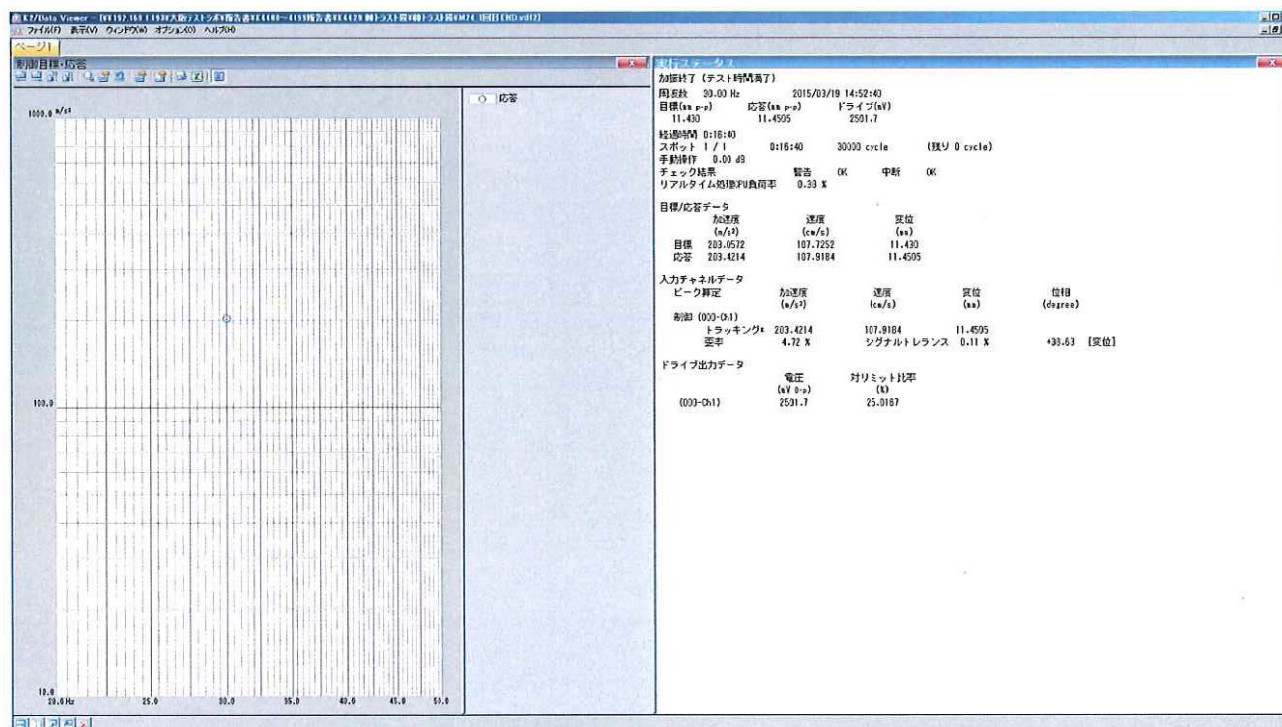 K2/Data Viewer
ファイル(F) 表示(V) ウィンドウ(W) オプション(O) ヘルプ(H)
ページ1
制御目標・応答
応答
1000.0 m/s²
100.0
10.0
20.0 Hz 25.0 30.0 35.0 40.0 45.0 50.0
実行ステータス
加振終了 (テスト時間満了)
周波数 30.00 Hz 2015/03/19 14:52:40
目標(mm p-p) 応答(mm p-p) ドライブ(mV)
11.430 11.4505 2501.7
経過時間 0:16:40
スポット 1 / 1 0:16:40 30000 cycle (残り 0 cycle)
手動操作 0.00 dB
チェック結果 警告 OK 中断 OK
リアルタイム処理CPU負荷率 0.39 %
目標/応答データ
加速度 速度 変位
(m/s²) (cm/s) (mm)
目標 203.0572 107.7252 11.430
応答 203.4214 107.9184 11.4505
入力チャネルデータ
ピーク算定 加速度 速度 変位 位相
(m/s²) (cm/s) (mm) (degree)
制御 (000-Ch1)
トラッキング 203.4214 107.9184 11.4505
歪率 4.72 % シグナルトレランス 0.11 % [変位]
ドライブ出力データ
電圧 対リミット比率
(mV 0-p) (%)
(000-Ch1) 2501.7 25.0167